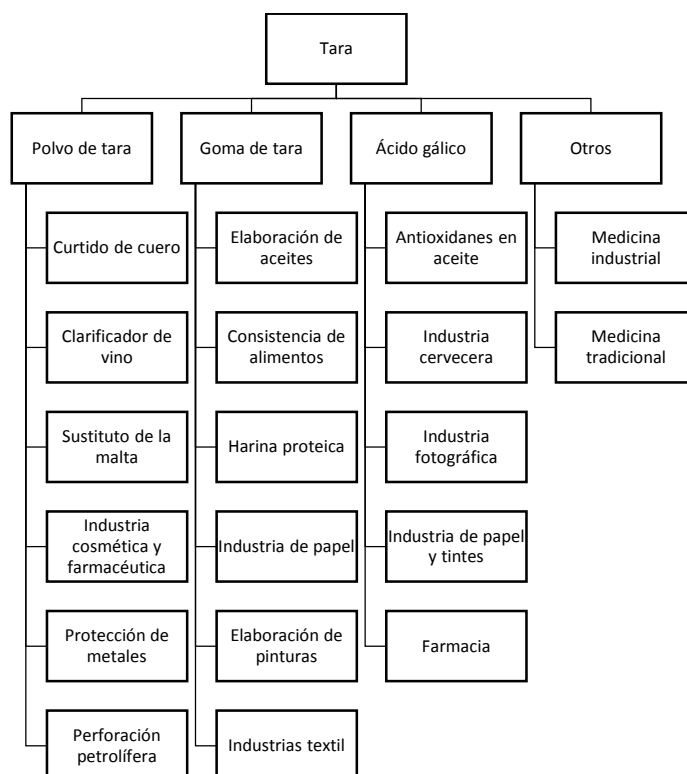 Tara
Polvo de tara
Goma de tara
Ácido gálico
Otros
Curtido de cuero
Clarificador de
vino
Sustituto de la
malta
Industria
cosmética y
farmacéutica
Protección de
metales
Perforación
petrolífera
Elaboración de
aceites
Consistencia de
alimentos
Harina proteica
Industria de papel
Elaboración de
pinturas
Industrias textil
Antioxidanes en
aceite
Industria
cervecera
Industria
fotográfica
Industria de papel
y tintes
Farmacia
Medicina
industrial
Medicina
tradicional